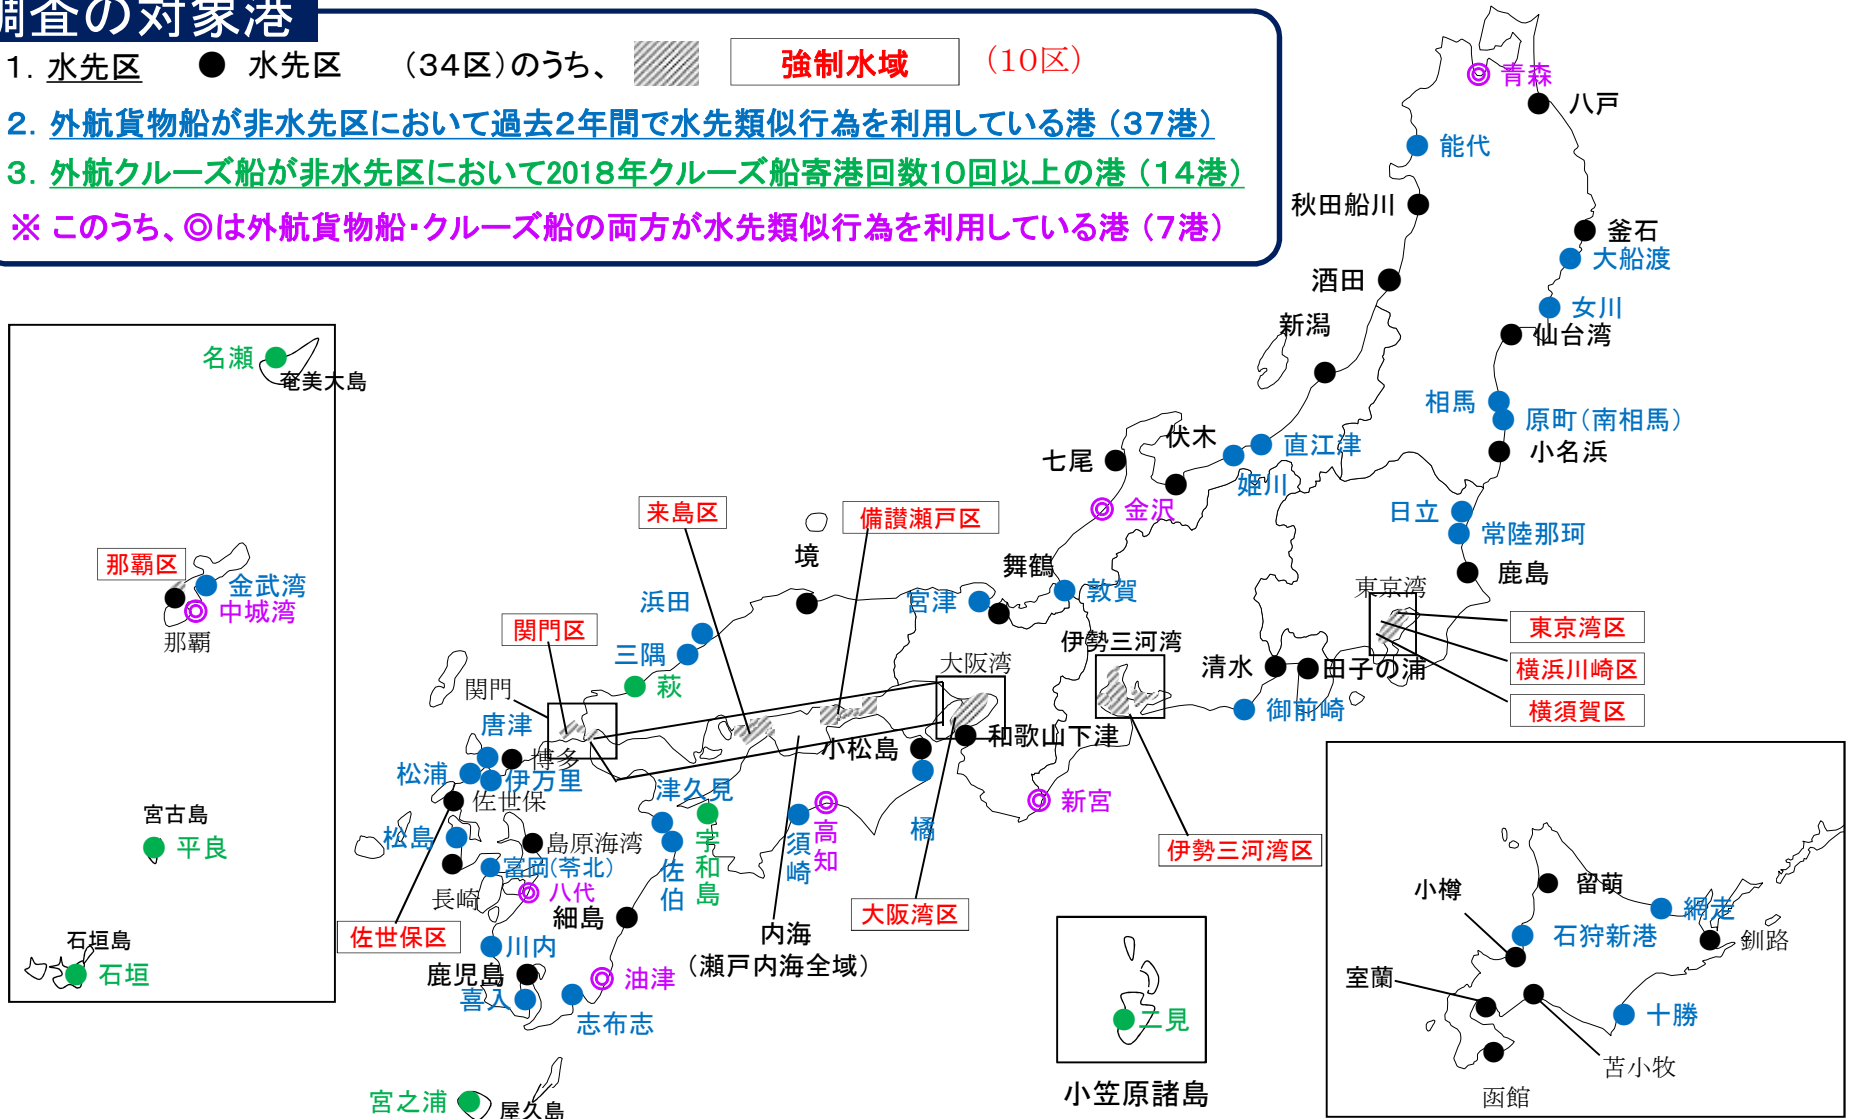 調査の対象港
1. 水先区 ● 水先区 (34区)のうち、 強制水域 (10区)
2. 外航貨物船が非水先区において過去2年間で水先類似行為を利用している港 (37港)
3. 外航クルーズ船が非水先区において2018年クルーズ船寄港回数10回以上の港 (14港)
※ このうち、◎は外航貨物船・クルーズ船の両方が水先類似行為を利用している港 (7港)
青森
八戸
能代
秋田船川
釜石
大船渡
酒田
女川
新潟
仙台湾
相馬
原町(南相馬)
小名浜
伏木
直江津
七尾
姫川
金沢
日立
常陸那珂
鹿島
東京湾
東京湾区
横浜川崎区
横須賀区
名瀬
奄美大島
那覇区
金武湾
中城湾
那覇
宮古島
平良
石垣島
石垣
来島区
備讃瀬戸区
境
舞鶴
敦賀
宮津
浜田
関門区
三隅
萩
伊勢三河湾
大阪湾
清水
田子の浦
御前崎
関門
唐津
博多
松浦
伊万里
佐世保
松島
島原海湾
富岡(苓北)
長崎
八代
佐世保区
川内
鹿児島
喜入
志布志
油津
細島
津久見
佐伯
宇和島
須崎
高知
小松島
橘
和歌山下津
新宮
大阪湾区
伊勢三河湾区
内海
(瀬戸内海全域)
宮之浦
屋久島
二見
小笠原諸島
小樽
留萌
網走
石狩新港
釧路
室蘭
十勝
苫小牧
函館